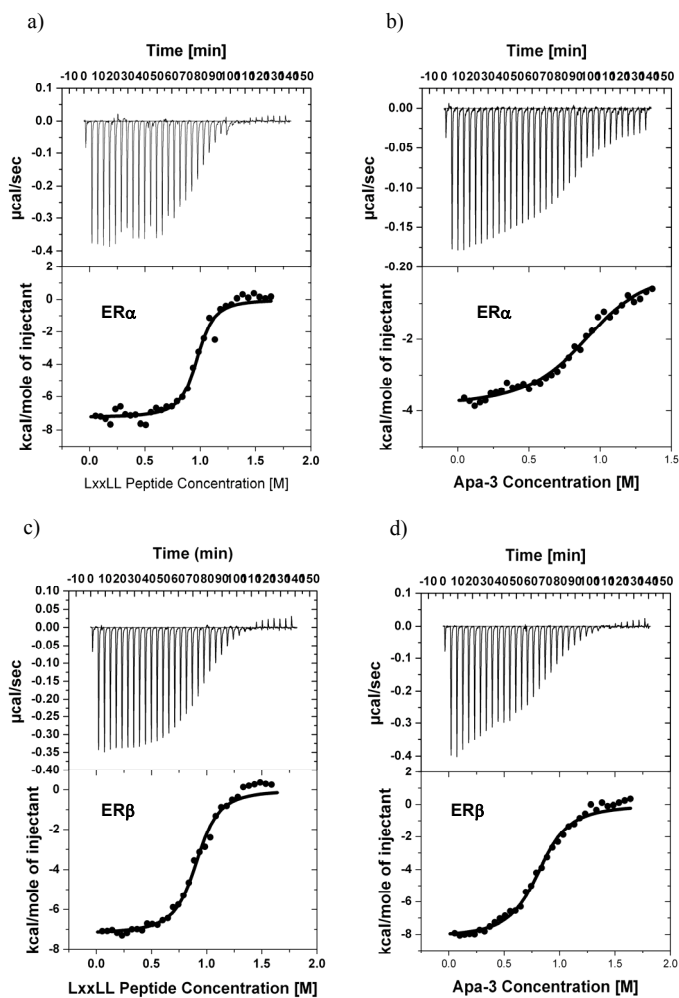 a)
Time [min]
-10 0 10 20 30 40 50 60 70 80 90 100 110 120 130 140 150
0.1
0.0
-0.1
-0.2
-0.3
-0.4
µcal/sec
2
0
-2
-4
-6
-8
kcal/mole of injectant
ERα
0.0 0.5 1.0 1.5 2.0
LxxLL Peptide Concentration [M]
b)
Time [min]
-10 0 10 20 30 40 50 60 70 80 90 100 110 120 130 140 150
0.00
-0.05
-0.10
-0.15
-0.20
µcal/sec
-2
-4
kcal/mole of injectant
ERα
0.0 0.5 1.0 1.5
Apa-3 Concentration [M]
c)
Time (min)
-10 0 10 20 30 40 50 60 70 80 90 100 110 120 130 140 150
0.10
0.05
0.00
-0.05
-0.10
-0.15
-0.20
-0.25
-0.30
-0.35
-0.40
µcal/sec
0
-2
-4
-6
-8
kcal/mole of injectant
ERβ
0.0 0.5 1.0 1.5 2.0
LxxLL Peptide Concentration [M]
d)
Time [min]
-10 0 10 20 30 40 50 60 70 80 90 100 110 120 130 140 150
0.1
0.0
-0.1
-0.2
-0.3
-0.4
µcal/sec
2
0
-2
-4
-6
-8
kcal/mole of injectant
ERβ
0.0 0.5 1.0 1.5 2.0
Apa-3 Concentration [M]